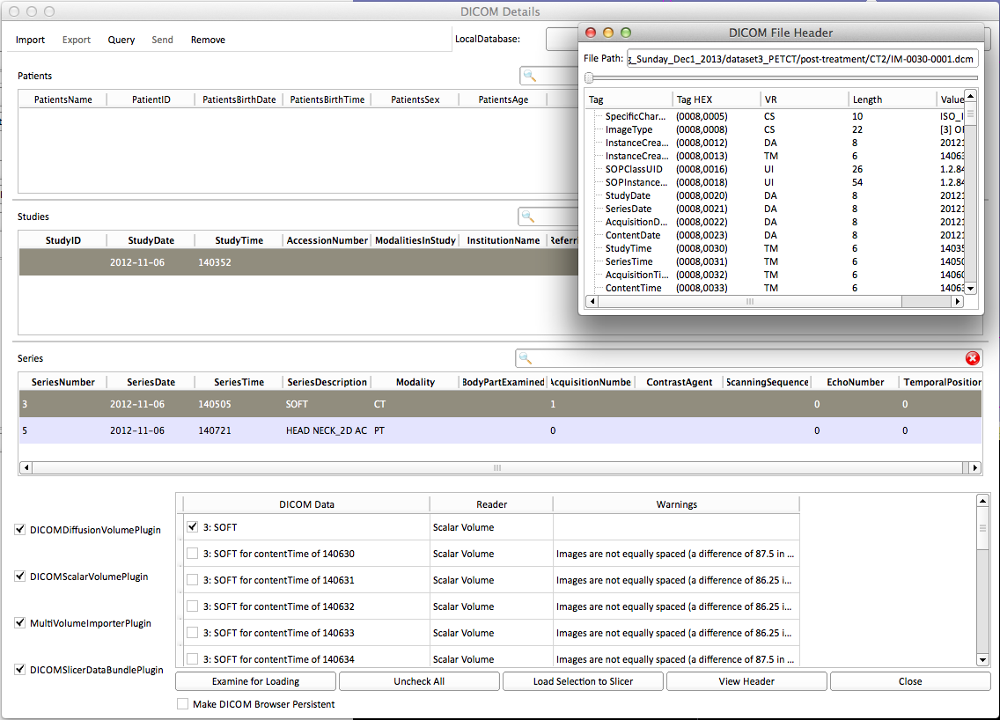 DICOM Details
Import Export Query Send Remove LocalDatabase:
Patients
PatientsName PatientID PatientsBirthDate PatientsBirthTime PatientsSex PatientsAge
Studies
StudyID StudyDate StudyTime AccessionNumber ModalitiesInStudy InstitutionName Referri
2012-11-06 140352
DICOM File Header
File Path: z_Sunday_Dec1_2013/dataset3_PETCT/post-treatment/CT2/IM-0030-0001.dcm
Tag Tag HEX VR Length Value
SpecificChar... (0008,0005) CS 10 ISO_I
ImageType (0008,0008) CS 22 [3] OI
InstanceCrea... (0008,0012) DA 8 20121
InstanceCrea... (0008,0013) TM 6 14063
SOPClassUID (0008,0016) UI 26 1.2.84
SOPInstance... (0008,0018) UI 54 1.2.84
StudyDate (0008,0020) DA 8 20121
SeriesDate (0008,0021) DA 8 20121
AcquisitionD... (0008,0022) DA 8 20121
ContentDate (0008,0023) DA 8 20121
StudyTime (0008,0030) TM 6 14035
SeriesTime (0008,0031) TM 6 14050
AcquisitionTi... (0008,0032) TM 6 14060
ContentTime (0008,0033) TM 6 14063
Series
SeriesNumber SeriesDate SeriesTime SeriesDescription Modality BodyPartExamined AcquisitionNumbe ContrastAgent ScanningSequence EchoNumber TemporalPosition
3 2012-11-06 140505 SOFT CT 1 0 0
5 2012-11-06 140721 HEAD NECK_2D AC PT 0 0 0
DICOMDiffusionVolumePlugin
DICOMScalarVolumePlugin
MultiVolumeImporterPlugin
DICOMSlicerDataBundlePlugin
DICOM Data Reader Warnings
3: SOFT Scalar Volume
3: SOFT for contentTime of 140630 Scalar Volume Images are not equally spaced (a difference of 87.5 in ...
3: SOFT for contentTime of 140631 Scalar Volume Images are not equally spaced (a difference of 86.25 i...
3: SOFT for contentTime of 140632 Scalar Volume Images are not equally spaced (a difference of 86.25 i...
3: SOFT for contentTime of 140633 Scalar Volume Images are not equally spaced (a difference of 86.25 i...
3: SOFT for contentTime of 140634 Scalar Volume Images are not equally spaced (a difference of 87.5 in ...
Examine for Loading Uncheck All Load Selection to Slicer View Header Close
Make DICOM Browser Persistent